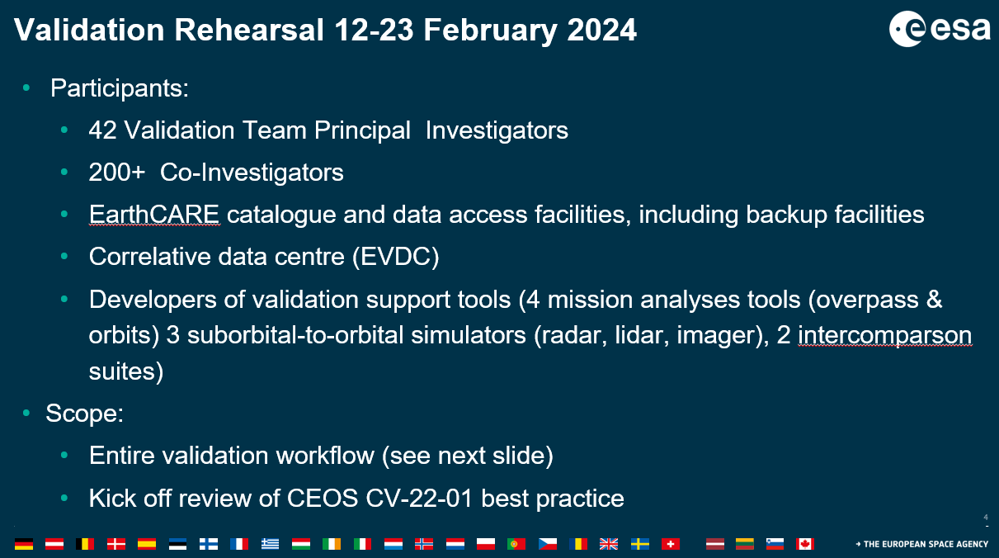 Validation Rehearsal 12-23 February 2024
esa
• Participants:
• 42 Validation Team Principal  Investigators
• 200+  Co-Investigators
• EarthCARE catalogue and data access facilities, including backup facilities
• Correlative data centre (EVDC)
• Developers of validation support tools (4 mission analyses tools (overpass &
orbits) 3 suborbital-to-orbital simulators (radar, lidar, imager), 2 intercomparson
suites)
• Scope:
• Entire validation workflow (see next slide)
• Kick off review of CEOS CV-22-01 best practice
4
→ THE EUROPEAN SPACE AGENCY